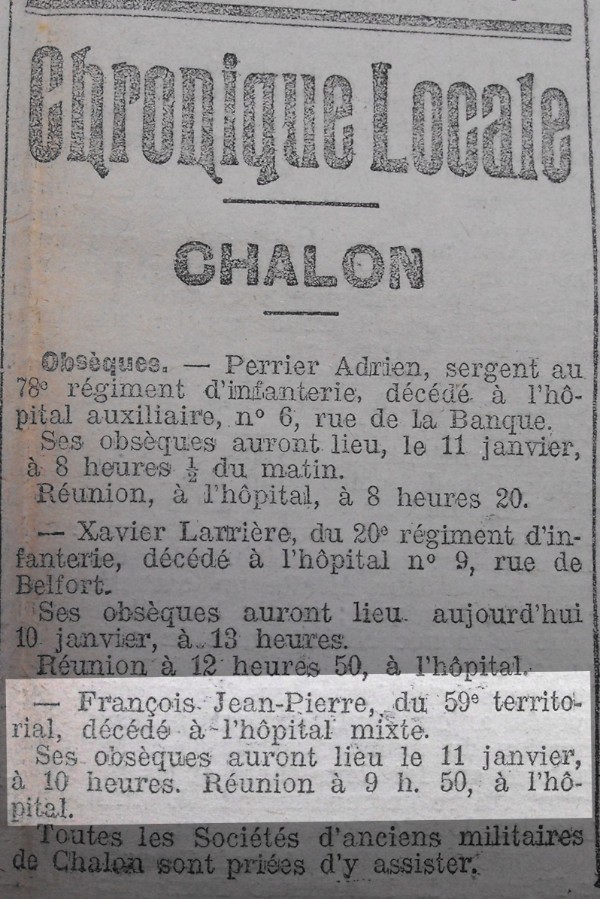 Chronique Locale
CHALON
Obsèques. — Perrier Adrien, sergent au
78e régiment d'infanterie, décédé à l'hô-
pital auxiliaire, n° 6, rue de la Banque.
Ses obsèques auront lieu, le 11 janvier,
à 8 heures ½ du matin.
Réunion, à l'hôpital, à 8 heures 20.
— Xavier Larrière, du 20e régiment d'in-
fanterie, décédé à l'hôpital n° 9, rue de
Belfort.
Ses obsèques auront lieu aujourd'hui
10 janvier, à 13 heures.
Réunion à 12 heures 50, à l'hôpital.
— François Jean-Pierre, du 59e territo-
rial, décédé à l'hôpital mixte.
Ses obsèques auront lieu le 11 janvier,
à 10 heures. Réunion à 9 h. 50, à l'hô-
pital.
Toutes les Sociétés d'anciens militaires
de Chalon sont priées d'y assister.